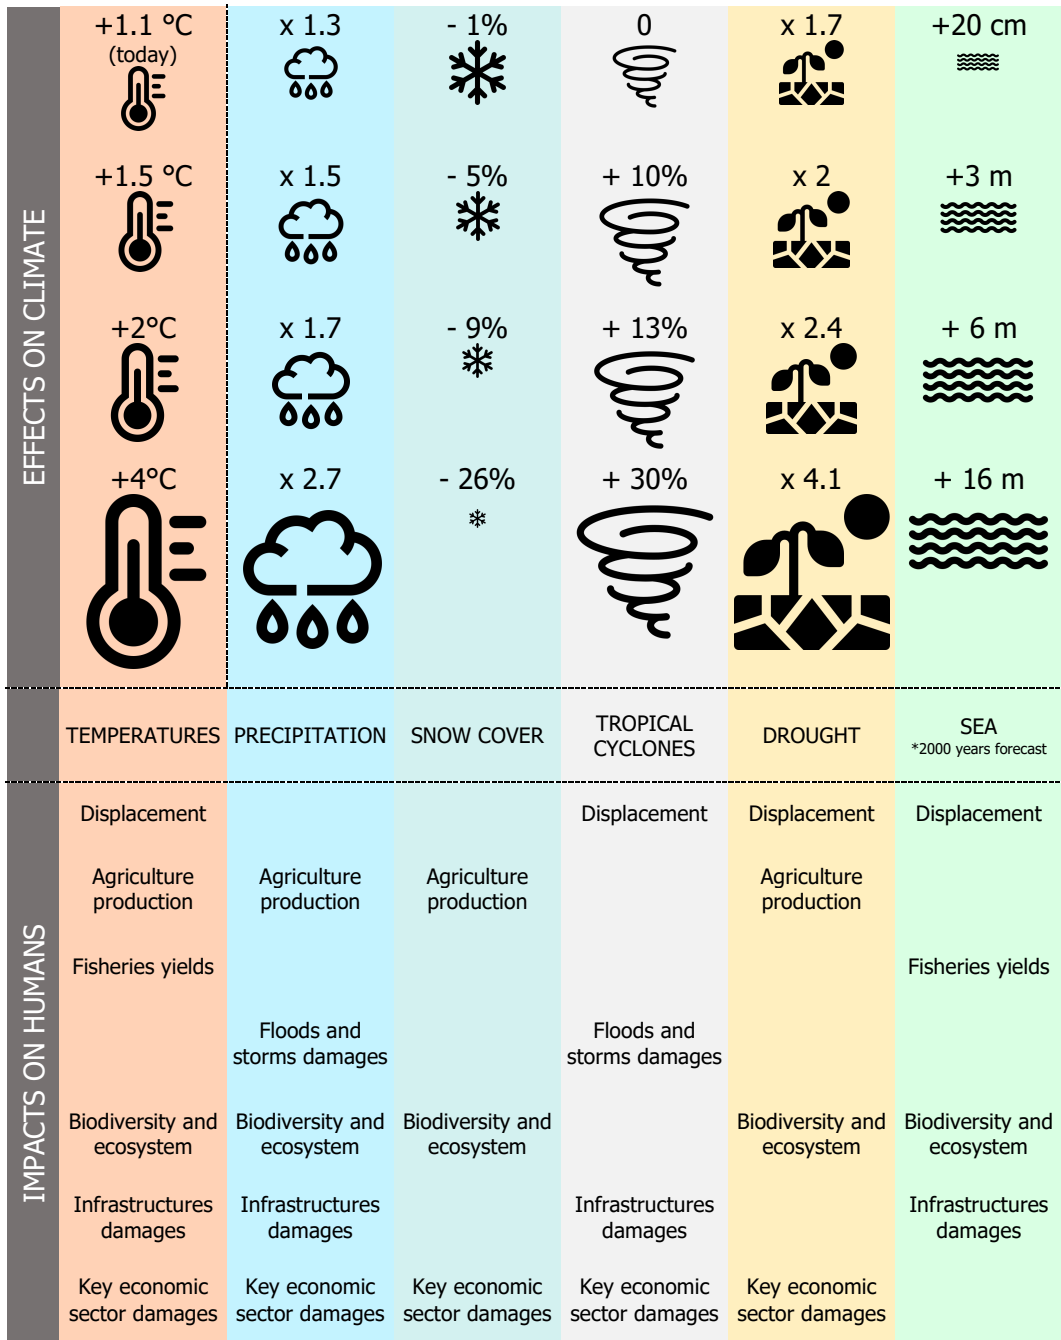 EFFECTS ON CLIMATE
+1.1 °C
(today)
x 1.3
- 1%
0
x 1.7
+20 cm
+1.5 °C
x 1.5
- 5%
+ 10%
x 2
+3 m
+2°C
x 1.7
- 9%
+ 13%
x 2.4
+ 6 m
+4°C
x 2.7
- 26%
+ 30%
x 4.1
+ 16 m
TEMPERATURES
PRECIPITATION
SNOW COVER
TROPICAL
CYCLONES
DROUGHT
SEA
*2000 years forecast
IMPACTS ON HUMANS
Displacement
Displacement
Displacement
Displacement
Agriculture
production
Agriculture
production
Agriculture
production
Agriculture
production
Fisheries yields
Fisheries yields
Floods and
storms damages
Floods and
storms damages
Biodiversity and
ecosystem
Biodiversity and
ecosystem
Biodiversity and
ecosystem
Biodiversity and
ecosystem
Biodiversity and
ecosystem
Infrastructures
damages
Infrastructures
damages
Infrastructures
damages
Infrastructures
damages
Key economic
sector damages
Key economic
sector damages
Key economic
sector damages
Key economic
sector damages
Key economic
sector damages